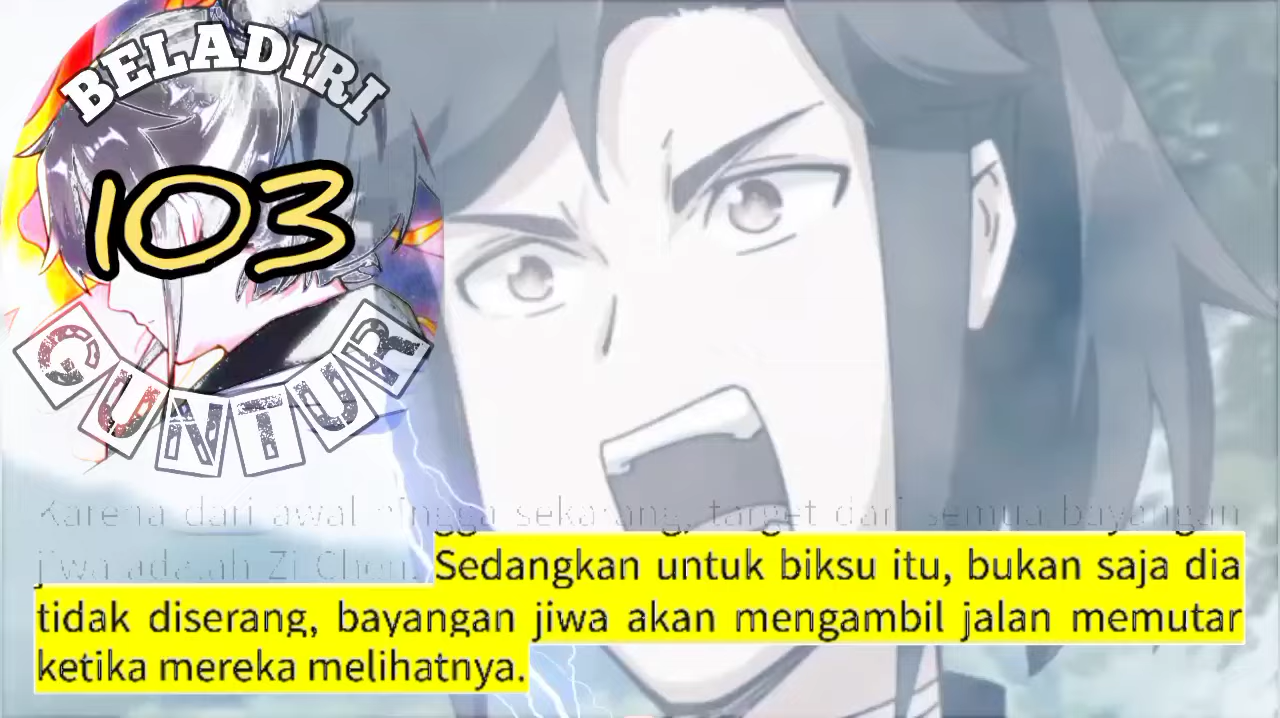 BELADIRI
103
GUNTUR
Karena dari awal hingga sekarang, target dari semua bayangan
jiwa adalah Zi Chen. Sedangkan untuk biksu itu, bukan saja dia
tidak diserang, bayangan jiwa akan mengambil jalan memutar
ketika mereka melihatnya.